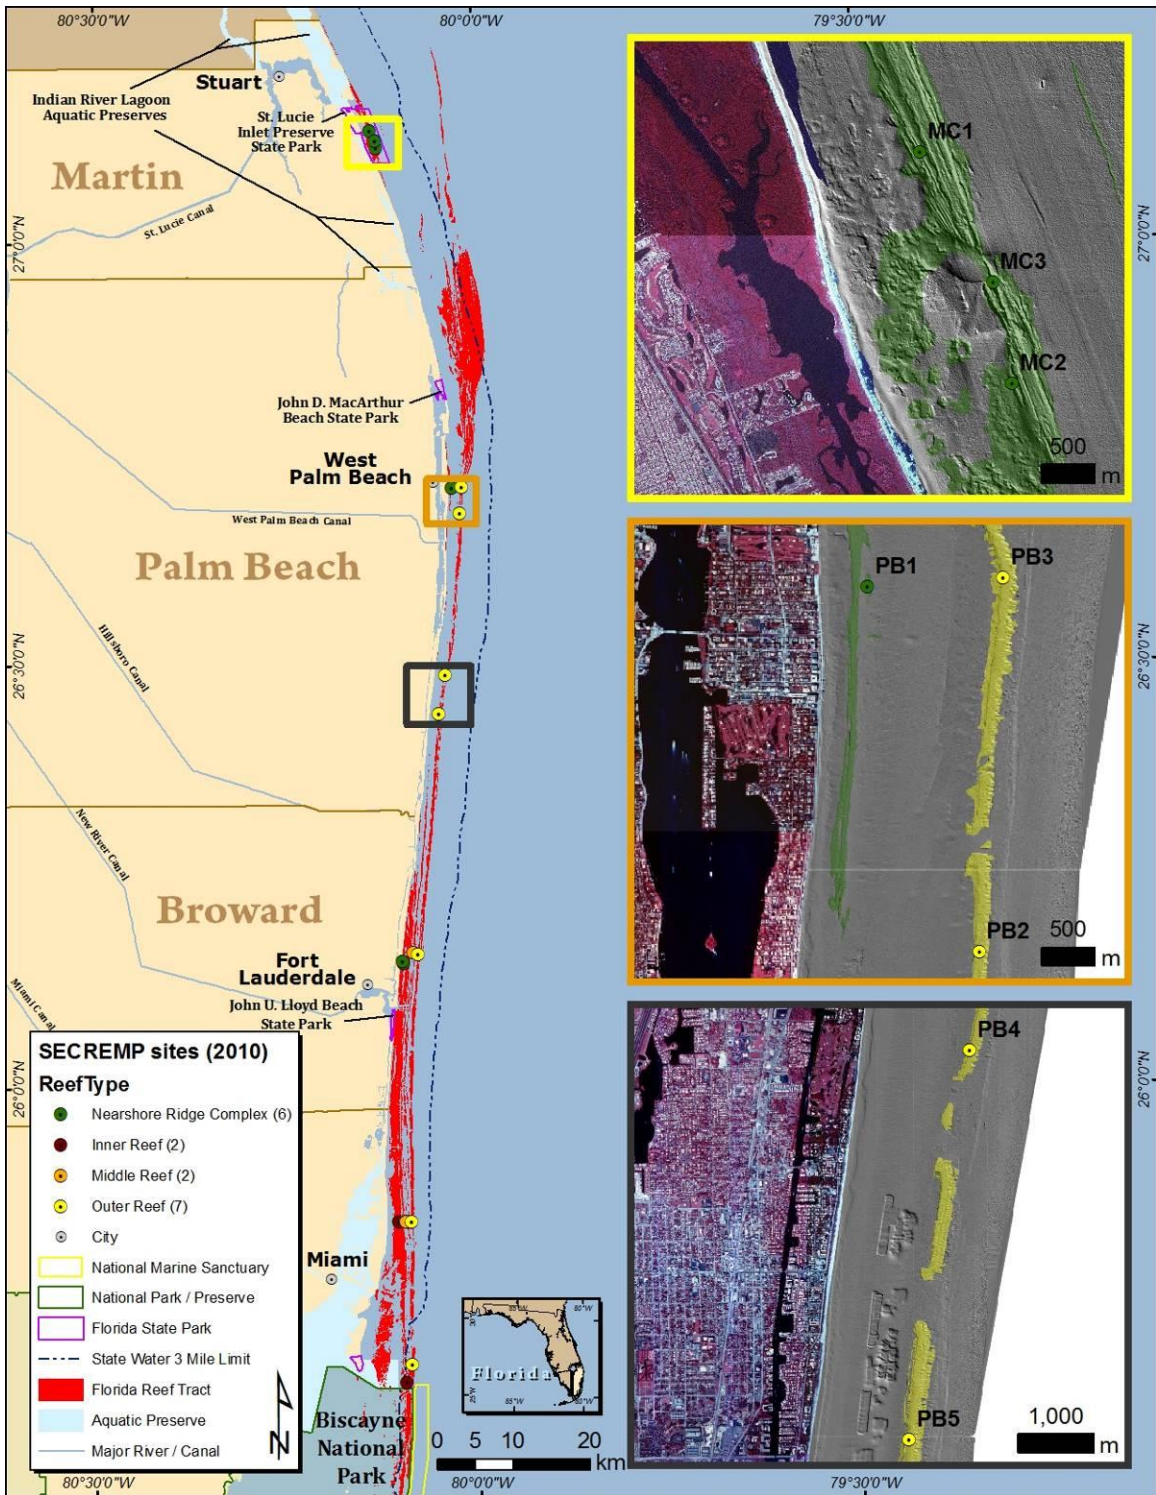 80°30'0"W
80°0'0"W
79°30'0"W
Stuart
Indian River Lagoon
Aquatic Preserves
St. Lucie
Inlet Preserve
State Park
Martin
St. Lucie Canal
27°0'0"N
27°0'0"N
MC1
MC3
MC2
500
m
John D. MacArthur
Beach State Park
West
Palm Beach
West Palm Beach Canal
Palm Beach
Hillsboro Canal
26°30'0"N
26°30'0"N
PB1
PB3
PB2
500
m
New River Canal
Broward
Fort
Lauderdale
John U. Lloyd Beach
State Park
Miami Canal
26°0'0"N
26°0'0"N
PB4
PB5
1,000
m
SECREMP sites (2010)
ReefType
Nearshore Ridge Complex (6)
Inner Reef (2)
Middle Reef (2)
Outer Reef (7)
City
National Marine Sanctuary
National Park / Preserve
Florida State Park
State Water 3 Mile Limit
Florida Reef Tract
Aquatic Preserve
Major River / Canal
N
Miami
Biscayne
National
Park
85°W
80°W
30°N
Florida
25°N
85°W
80°W
0 5 10 20
km
80°30'0"W
80°0'0"W
79°30'0"W